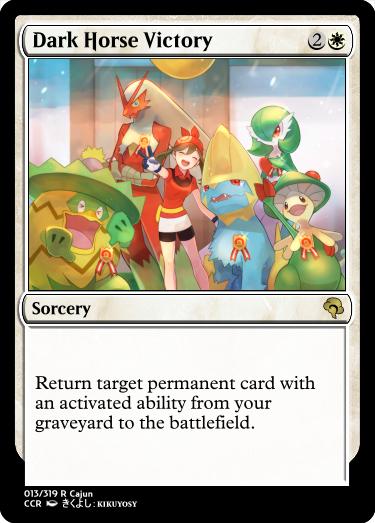 Dark Horse Victory 2
Sorcery
Return target permanent card with
an activated ability from your
graveyard to the battlefield.
013/319 R Cajun
CCR きくよし: KIKUYOSY